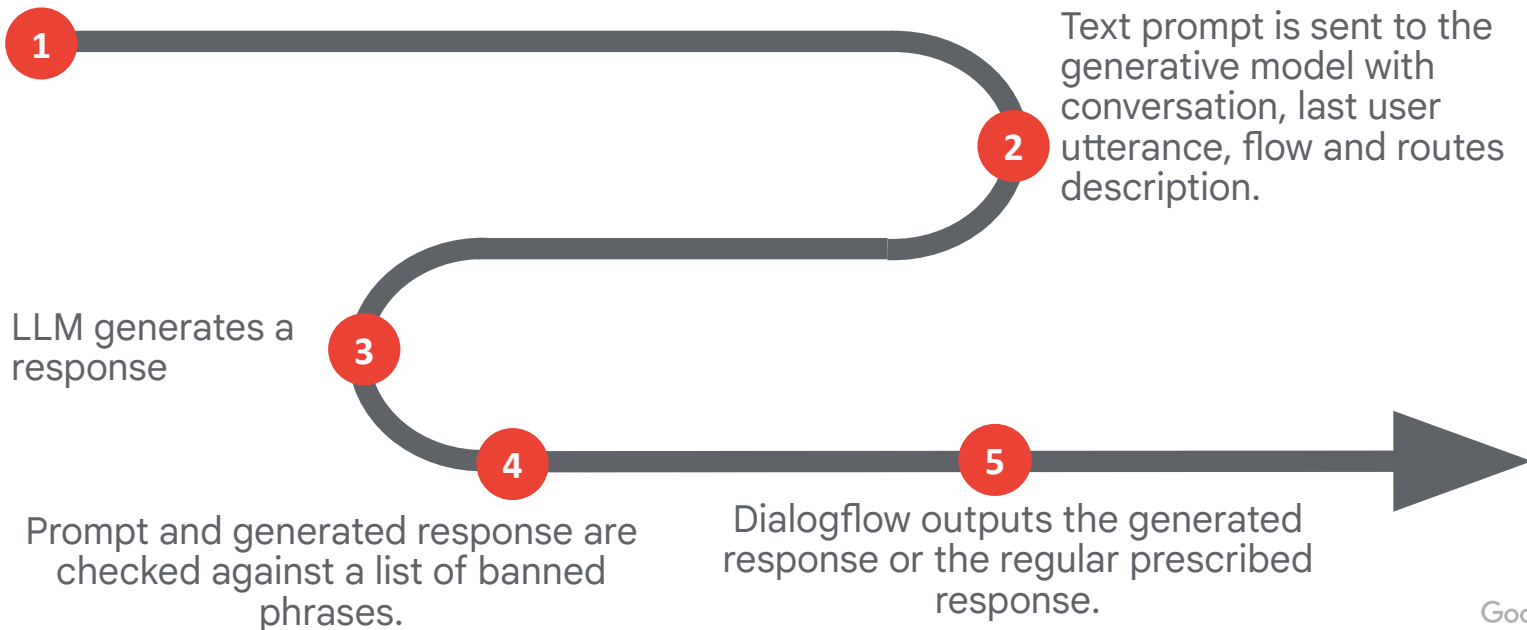 1
Text prompt is sent to the
generative model with
conversation, last user
utterance, flow and routes
description.
2
LLM generates a
response
3
4
5
Prompt and generated response are
checked against a list of banned
phrases.
Dialogflow outputs the generated
response or the regular prescribed
response.